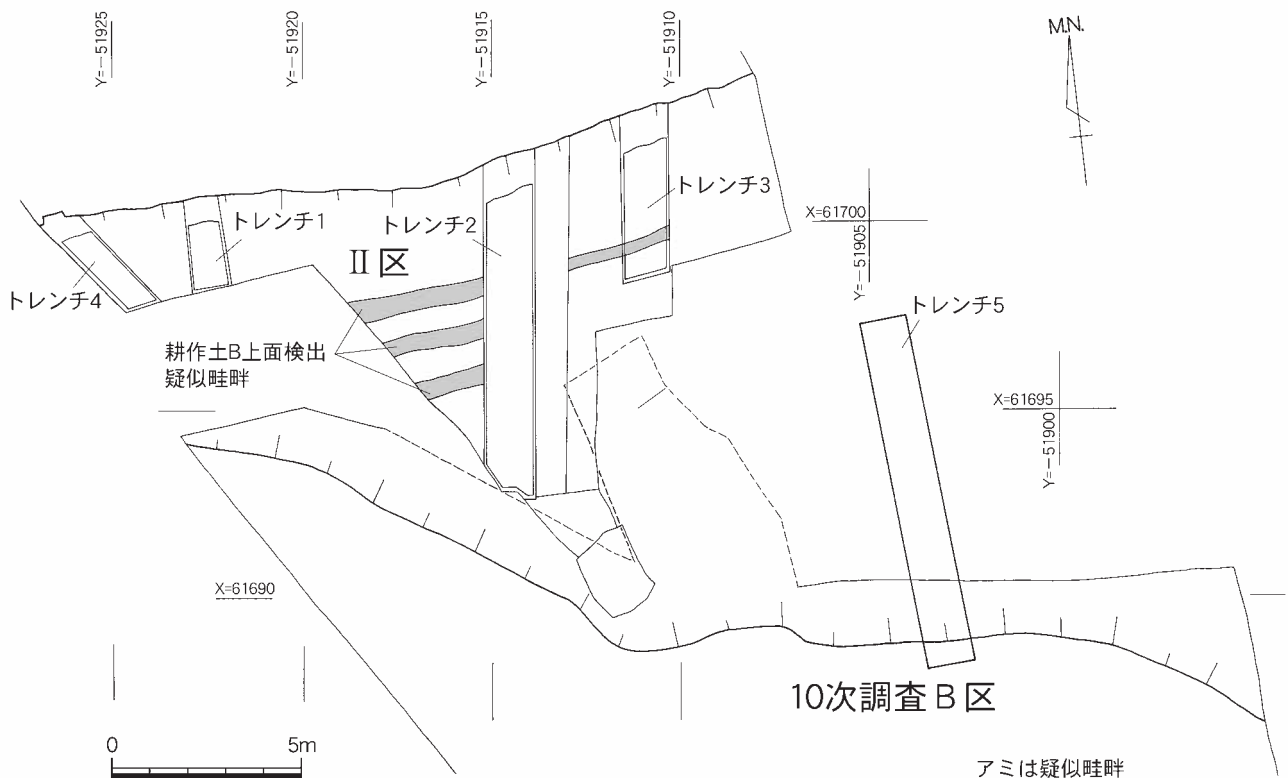 Y=−51925
Y=−51920
Y=−51915
Y=−51910
M.N.
トレンチ3
X=61700
Y=−51905
トレンチ1
トレンチ2
II区
トレンチ4
トレンチ5
耕作土B上面検出
疑似畦畔
X=61695
Y=−51900
X=61690
10次調査B区
0 5m
アミは疑似畦畔